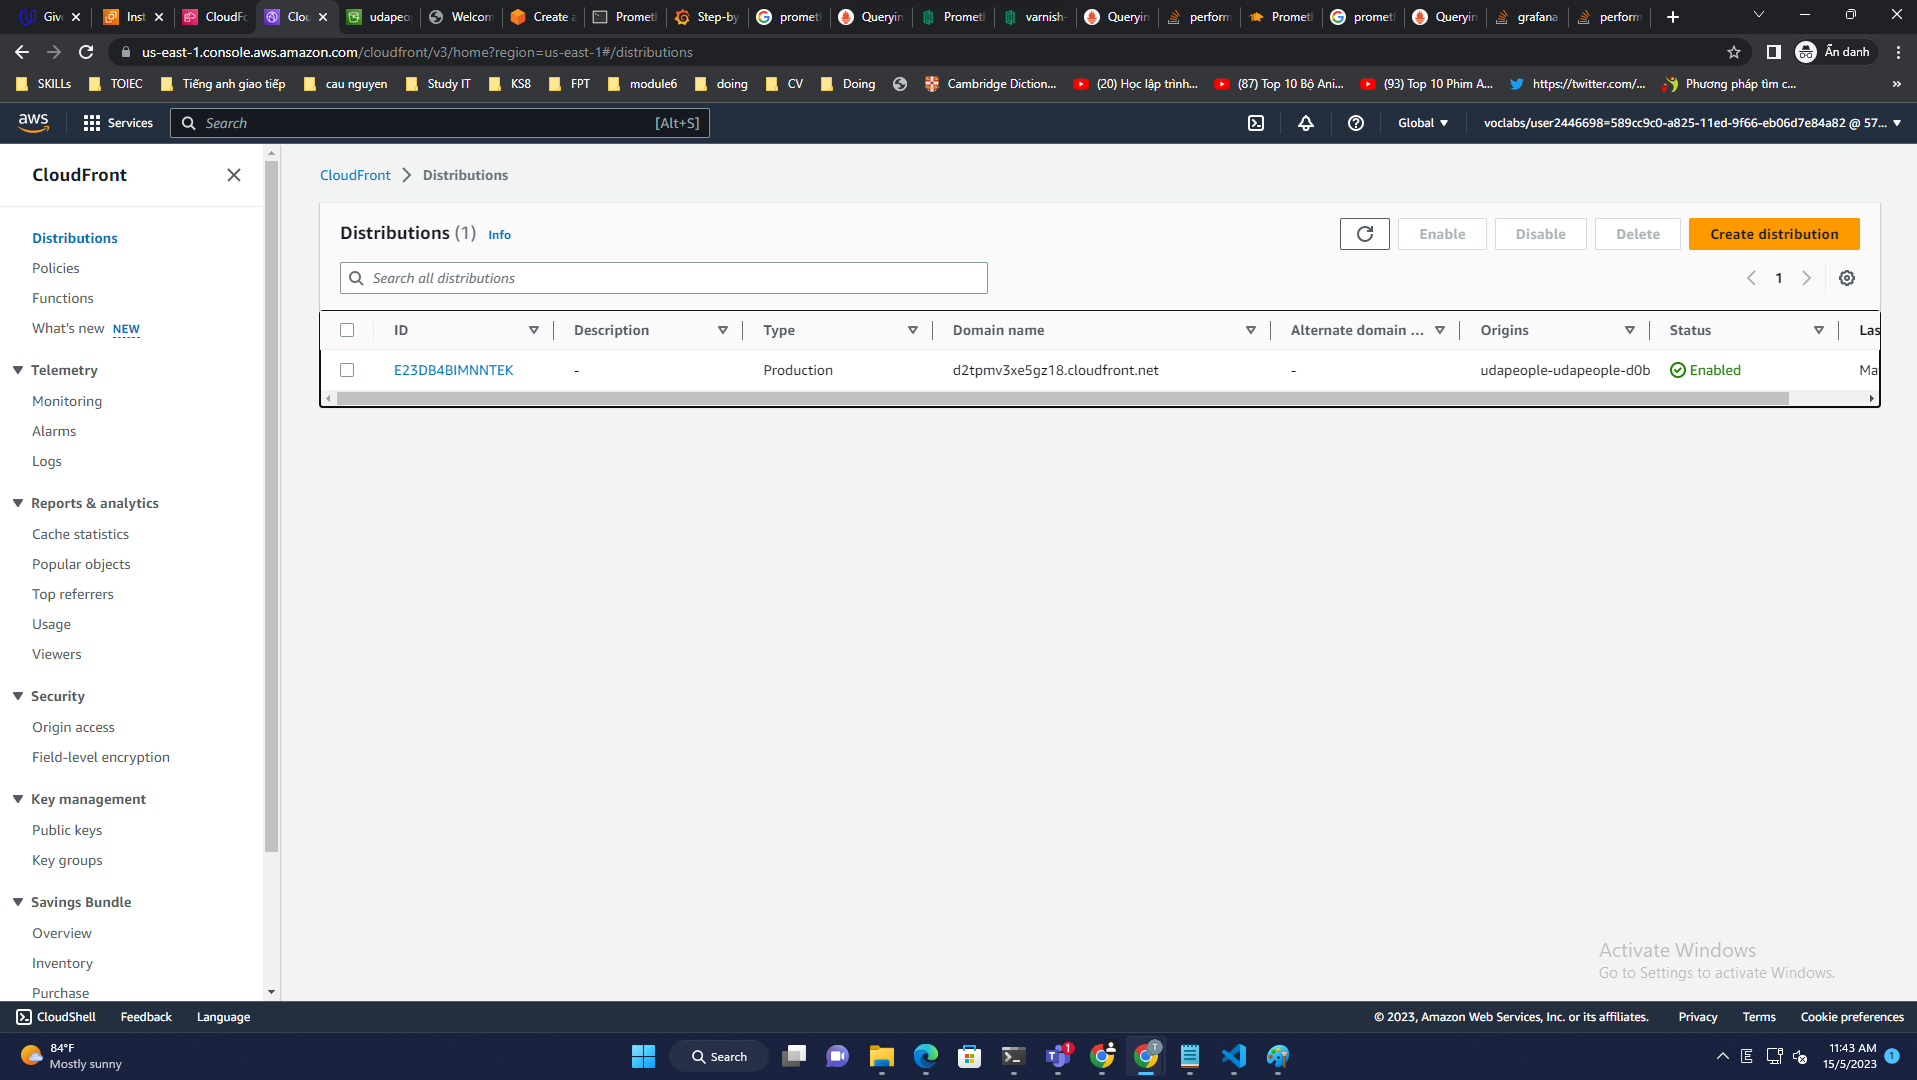 Giv
Inst
CloudFo
Clou
udapeop
Welcom
Create a
Prometh
Step-by
prometh
Queryin
Prometh
varnish-
Queryin
perform
Prometh
prometh
Queryin
grafana
perform
us-east-1.console.aws.amazon.com/cloudfront/v3/home?region=us-east-1#/distributions
Ẩn danh
SKILLs
TOIEC
Tiếng anh giao tiếp
cau nguyen
Study IT
KS8
FPT
module6
doing
CV
Doing
Cambridge Diction...
(20) Học lập trình...
(87) Top 10 Bộ Ani...
(93) Top 10 Phim A...
https://twitter.com/...
Phương pháp tìm c...
»
aws
Services
Search
[Alt+S]
Global
voclabs/user2446698=589cc9c0-a825-11ed-9f66-eb06d7e84a82 @ 57...
CloudFront
Distributions
Policies
Functions
What's new NEW
Telemetry
Monitoring
Alarms
Logs
Reports & analytics
Cache statistics
Popular objects
Top referrers
Usage
Viewers
Security
Origin access
Field-level encryption
Key management
Public keys
Key groups
Savings Bundle
Overview
Inventory
Purchase
CloudFront
Distributions
Distributions (1) Info
Enable
Disable
Delete
Create distribution
Search all distributions
1
ID
Description
Type
Domain name
Alternate domain ...
Origins
Status
Las
E23DB4BIMNNTEK
-
Production
d2tpmv3xe5gz18.cloudfront.net
-
udapeople-udapeople-d0b
Enabled
Ma
Activate Windows
Go to Settings to activate Windows.
CloudShell
Feedback
Language
© 2023, Amazon Web Services, Inc. or its affiliates.
Privacy
Terms
Cookie preferences
84°F
Mostly sunny
Search
1
T
E
11:43 AM
15/5/2023
1